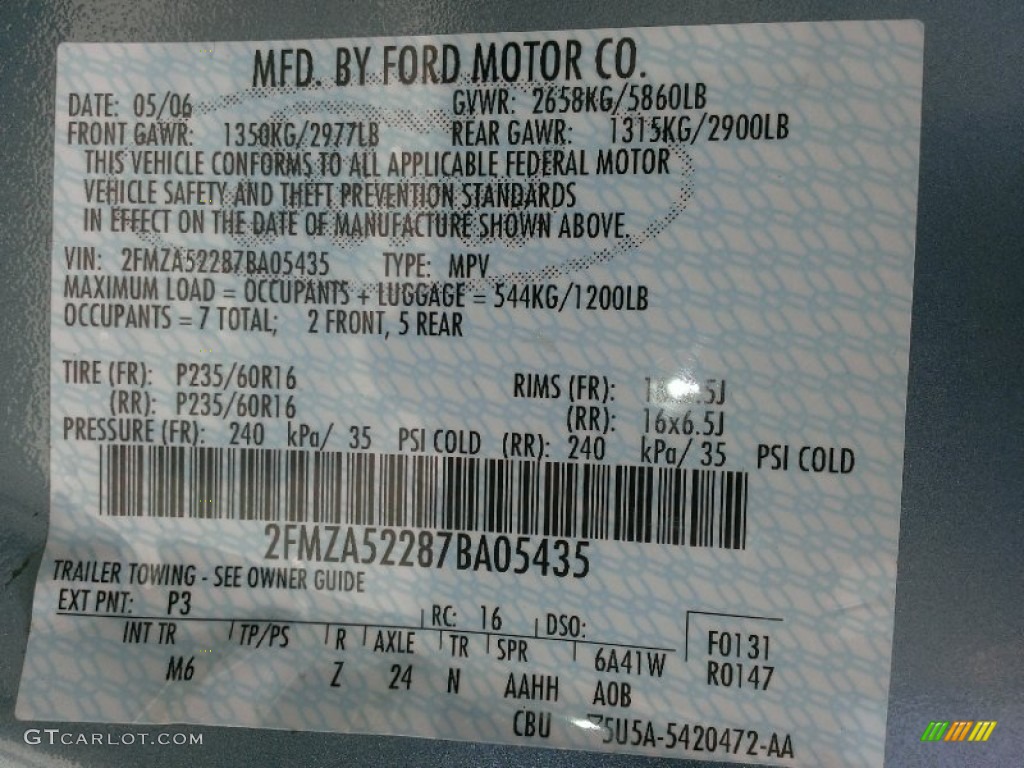 MFD. BY FORD MOTOR CO.
DATE: 05/06 GVWR: 2658KG/5860LB
FRONT GAWR: 1350KG/2977LB REAR GAWR: 1315KG/2900LB
THIS VEHICLE CONFORMS TO ALL APPLICABLE FEDERAL MOTOR
VEHICLE SAFETY AND THEFT PREVENTION STANDARDS
IN EFFECT ON THE DATE OF MANUFACTURE SHOWN ABOVE.
VIN: 2FMZA52287BA05435 TYPE: MPV
MAXIMUM LOAD = OCCUPANTS + LUGGAGE = 544KG/1200LB
OCCUPANTS = 7 TOTAL; 2 FRONT, 5 REAR
TIRE (FR): P235/60R16 RIMS (FR):
(RR): P235/60R16 (RR): 16x6.5J
PRESSURE (FR): 240 kPa/ 35 PSI COLD (RR): 240 kPa/ 35 PSI COLD
2FMZA52287BA05435
TRAILER TOWING - SEE OWNER GUIDE
EXT PNT: P3 RC: 16 DSO: F0131
INT TR TP/PS R AXLE TR SPR 6A41W R0147
M6 Z 24 N AAHH A0B
CBU 75U5A-5420472-AA
GTCARLOT.COM